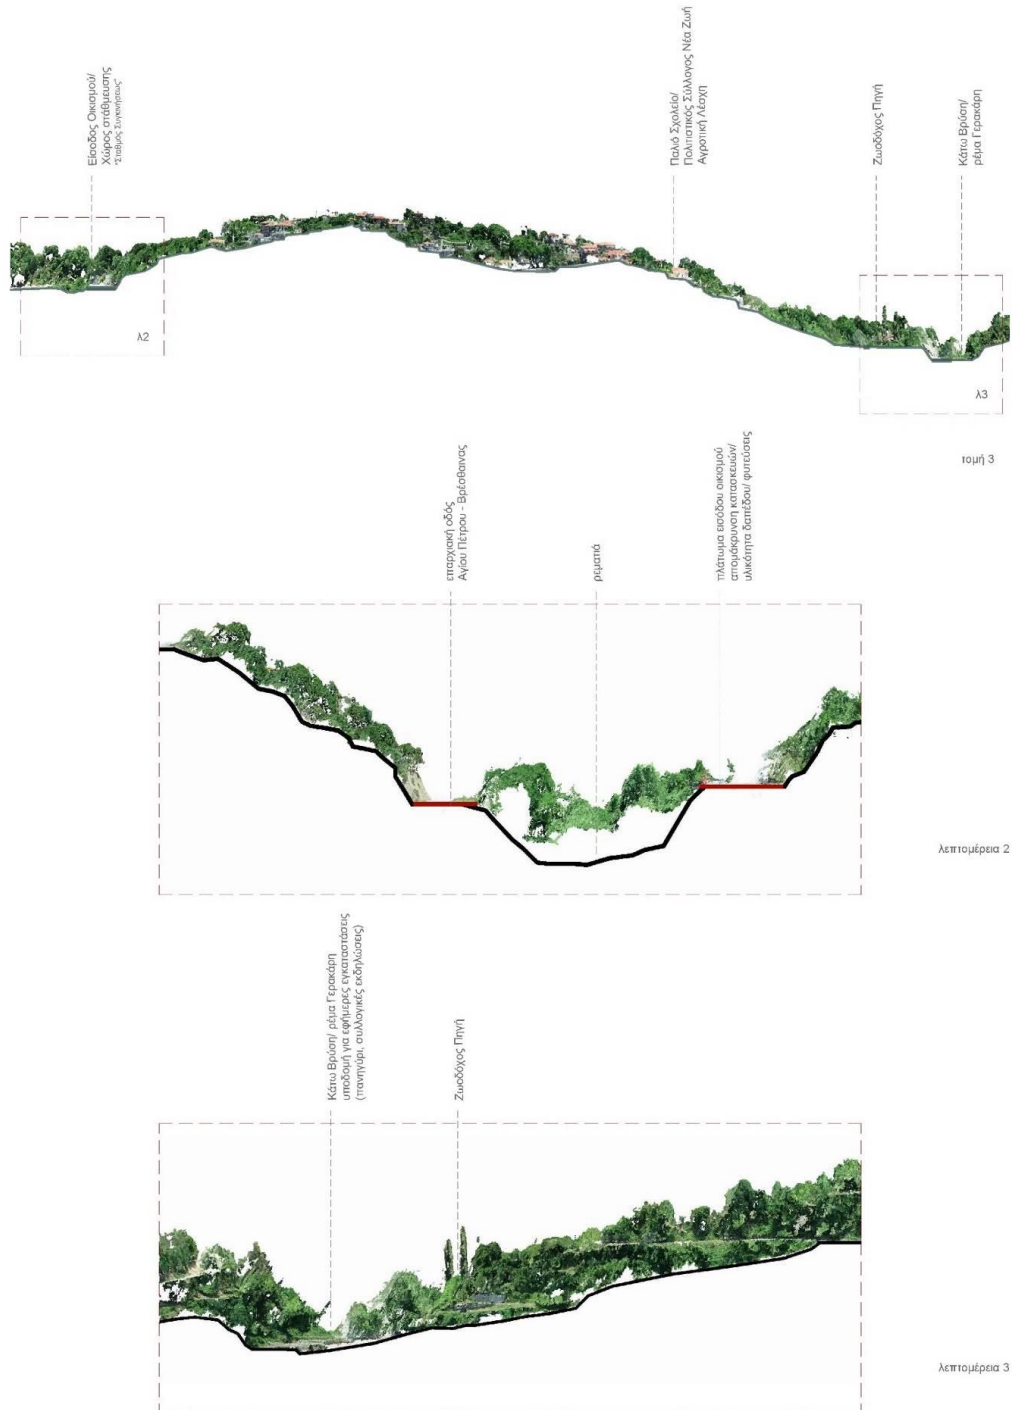 Είσοδος Οικισμού/
Χώρος στάθμευσης
"Σταθμός Συγκινήσεως"
Παλιό Σχολείο/
Πολιτιστικός Σύλλογος Νέα Ζωή
Αγροτική Λέσχη
Ζωοδόχος Πηγή
Κάτω Βρύση/
ρέμα Γερακάρη
λ2
λ3
τομή 3
επαρχιακή οδός
Αγίου Πέτρου - Βρέσθαινας
ρεματιά
πλάτωμα εισόδου οικισμού
απομάκρυνση κατασκευών/
υλικότητα δαπέδου/ φυτεύσεις
λεπτομέρεια 2
Κάτω Βρύση/ ρέμα Γερακάρη
υποδομή για εφήμερες εγκαταστάσεις
(πανηγύρι, συλλογικές εκδηλώσεις)
Ζωοδόχος Πηγή
λεπτομέρεια 3